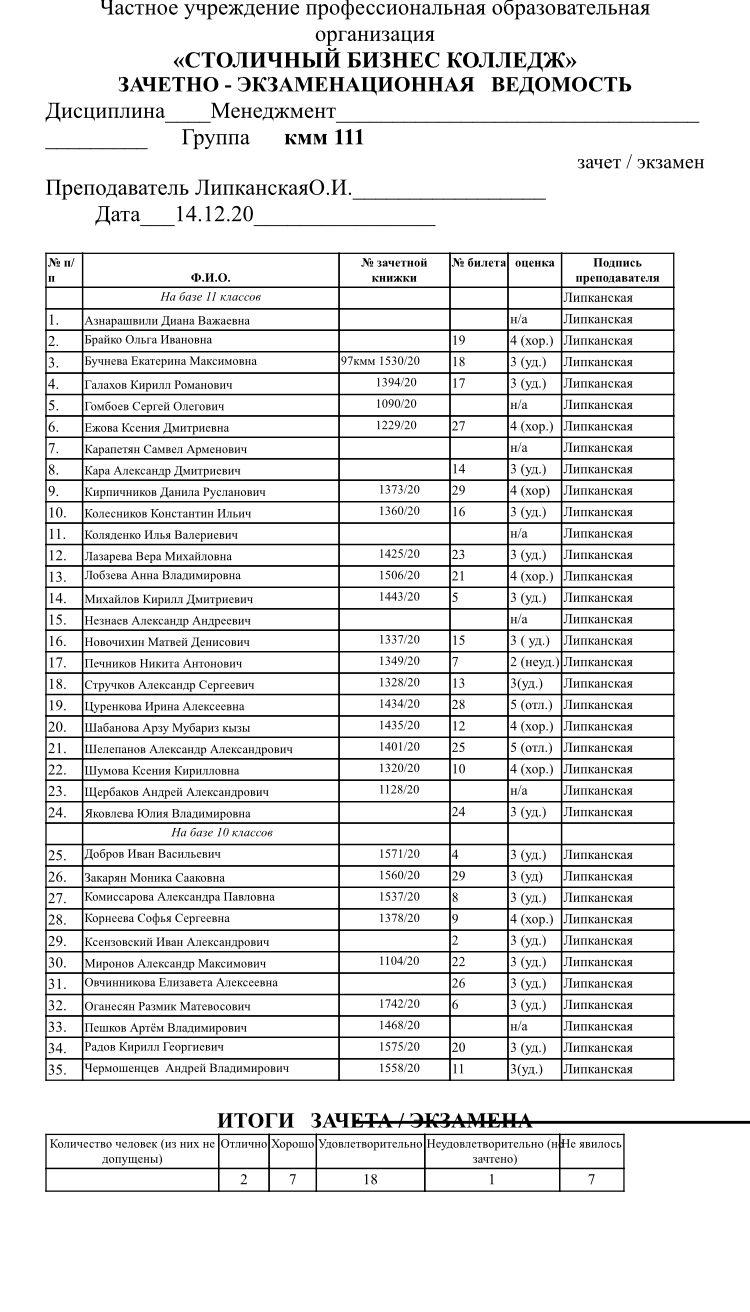 Частное учреждение профессиональная образовательная
организация
«СТОЛИЧНЫЙ БИЗНЕС КОЛЛЕДЖ»
ЗАЧЕТНО - ЭКЗАМЕНАЦИОННАЯ ВЕДОМОСТЬ
Дисциплина____Менеджмент________________________________
_________ Группа кмм 111
зачет / экзамен
Преподаватель ЛипканскаяО.И._________________
Дата___14.12.20________________
№ п/п Ф.И.О. № зачетной книжки № билета оценка Подпись преподавателя
На базе 11 классов Липканская
1. Азнарашвили Диана Важаевна н/а Липканская
2. Брайко Ольга Ивановна 19 4 (хор.) Липканская
3. Бучнева Екатерина Максимовна 97кмм 1530/20 18 3 (уд.) Липканская
4. Галахов Кирилл Романович 1394/20 17 3 (уд.) Липканская
5. Гомбоев Сергей Олегович 1090/20 н/а Липканская
6. Ежова Ксения Дмитриевна 1229/20 27 4 (хор.) Липканская
7. Карапетян Самвел Арменович н/а Липканская
8. Кара Александр Дмитриевич 14 3 (уд.) Липканская
9. Кирпичников Данила Русланович 1373/20 29 4 (хор) Липканская
10. Колесников Константин Ильич 1360/20 16 3 (уд.) Липканская
11. Коляденко Илья Валериевич н/а Липканская
12. Лазарева Вера Михайловна 1425/20 23 3 (уд.) Липканская
13. Лобзева Анна Владимировна 1506/20 21 4 (хор.) Липканская
14. Михайлов Кирилл Дмитриевич 1443/20 5 3 (уд.) Липканская
15. Незнаев Александр Андреевич н/а Липканская
16. Новочихин Матвей Денисович 1337/20 15 3 ( уд.) Липканская
17. Печников Никита Антонович 1349/20 7 2 (неуд.) Липканская
18. Стручков Александр Сергеевич 1328/20 13 3(уд.) Липканская
19. Цуренкова Ирина Алексеевна 1434/20 28 5 (отл.) Липканская
20. Шабанова Арзу Мубариз кызы 1435/20 12 4 (хор.) Липканская
21. Шелепанов Александр Александрович 1401/20 25 5 (отл.) Липканская
22. Шумова Ксения Кирилловна 1320/20 10 4 (хор.) Липканская
23. Щербаков Андрей Александрович 1128/20 н/а Липканская
24. Яковлева Юлия Владимировна 24 3 (уд.) Липканская
На базе 10 классов
25. Добров Иван Васильевич 1571/20 4 3 (уд.) Липканская
26. Закарян Моника Сааковна 1560/20 29 3 (уд) Липканская
27. Комиссарова Александра Павловна 1537/20 8 3 (уд.) Липканская
28. Корнеева Софья Сергеевна 1378/20 9 4 (хор.) Липканская
29. Ксензовский Иван Александрович 2 3 (уд.) Липканская
30. Миронов Александр Максимович 1104/20 22 3 (уд.) Липканская
31. Овчинникова Елизавета Алексеевна 26 3 (уд.) Липканская
32. Оганесян Размик Матевосович 1742/20 6 3 (уд.) Липканская
33. Пешков Артём Владимирович 1468/20 н/а Липканская
34. Радов Кирилл Георгиевич 1575/20 20 3 (уд.) Липканская
35. Чермошенцев Андрей Владимирович 1558/20 11 3(уд.) Липканская
ИТОГИ ЗАЧЕТА / ЭКЗАМЕНА
Количество человек (из них не допущены) Отлично Хорошо Удовлетворительно Неудовлетворительно (не зачтено) Не явилось
2 7 18 1 7